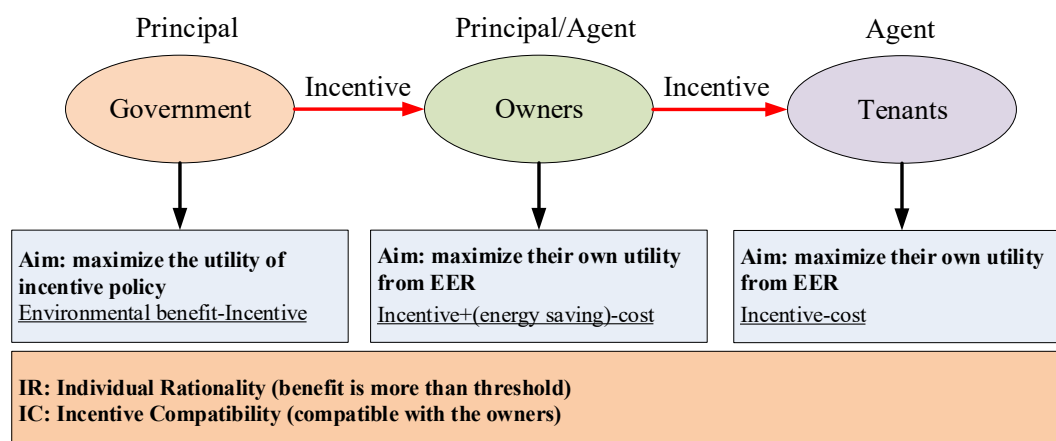 Principal
Principal/Agent
Agent
Government
Incentive
Owners
Incentive
Tenants
Aim: maximize the utility of
incentive policy
Environmental benefit-Incentive
Aim: maximize their own utility
from EER
Incentive+(energy saving)-cost
Aim: maximize their own utility
from EER
Incentive-cost
IR: Individual Rationality (benefit is more than threshold)
IC: Incentive Compatibility (compatible with the owners)